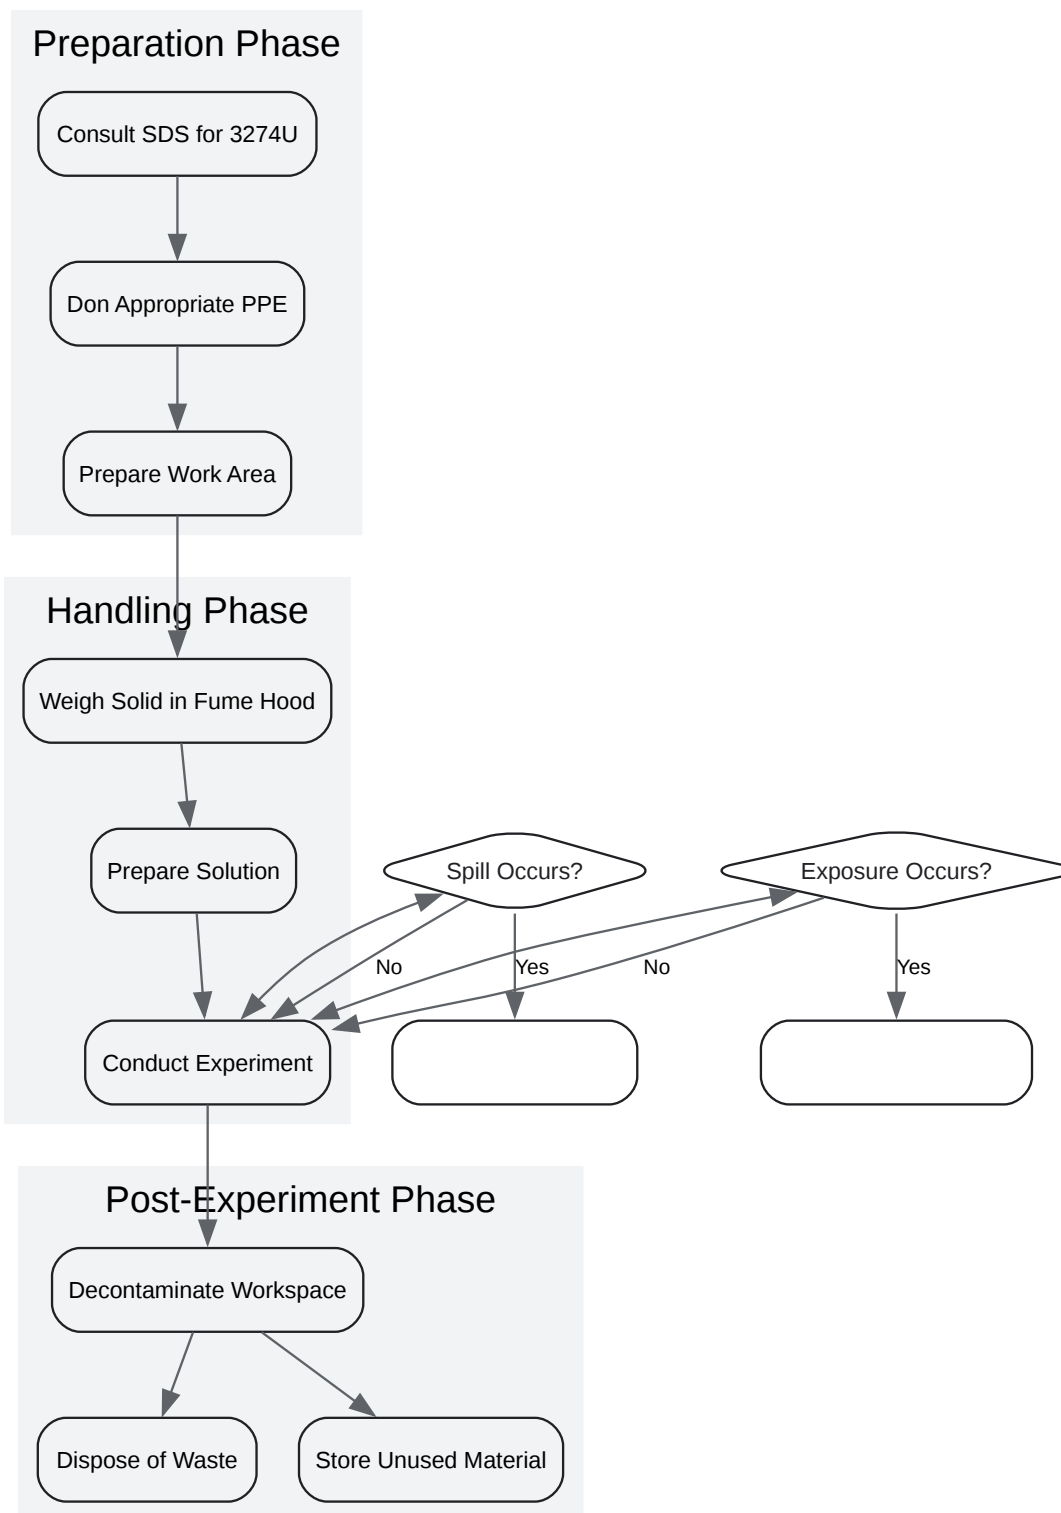 Preparation Phase
Consult SDS for 3274U
Don Appropriate PPE
Prepare Work Area
Handling Phase
Weigh Solid in Fume Hood
Prepare Solution
Spill Occurs?
Exposure Occurs?
No
Yes
No
Yes
Conduct Experiment
Post-Experiment Phase
Decontaminate Workspace
Dispose of Waste
Store Unused Material